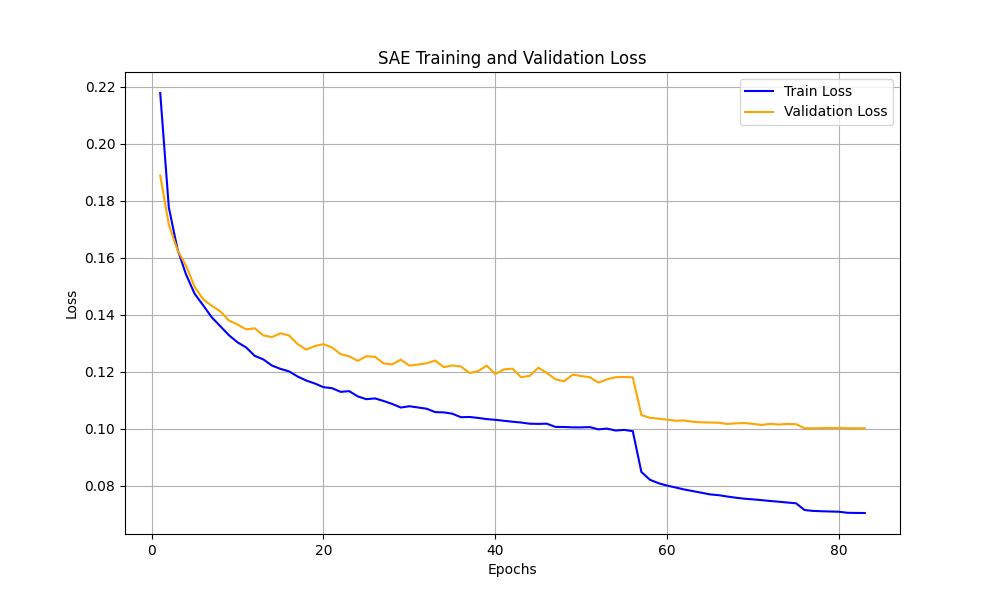 SAE Training and Validation Loss
Train Loss
Validation Loss
0.22
0.20
0.18
0.16
0.14
0.12
0.10
0.08
Loss
0 20 40 60 80
Epochs